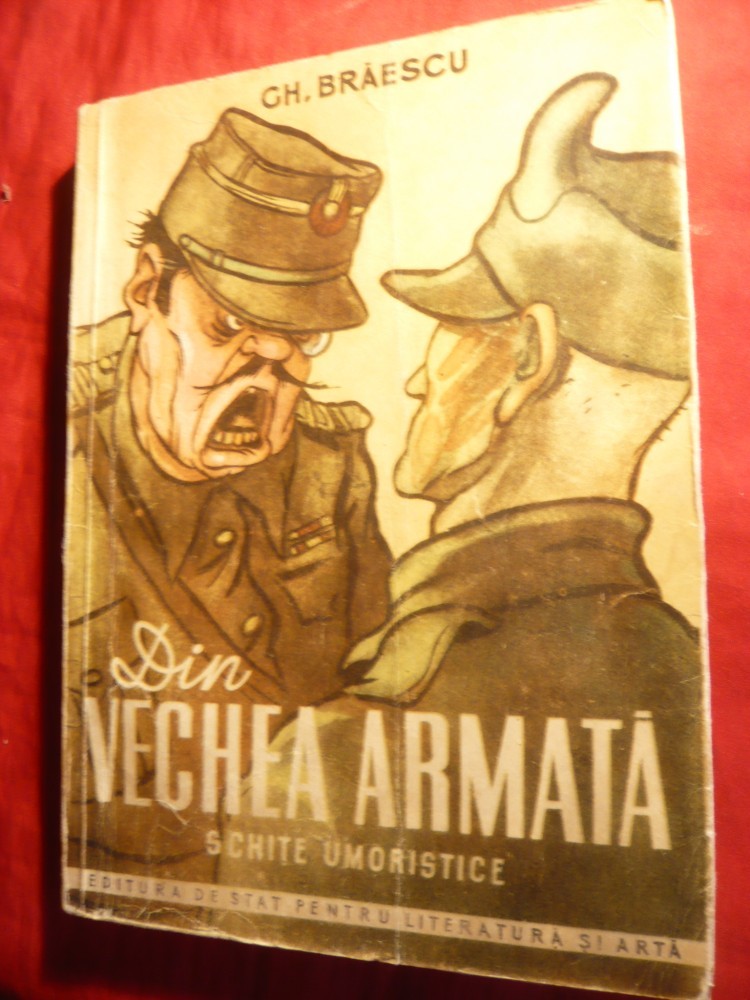 GH. BRĂESCU
Din
VECHEA ARMATĂ
SCHIȚE UMORISTICE
EDITURA DE STAT PENTRU LITERATURĂ ȘI ARTĂ